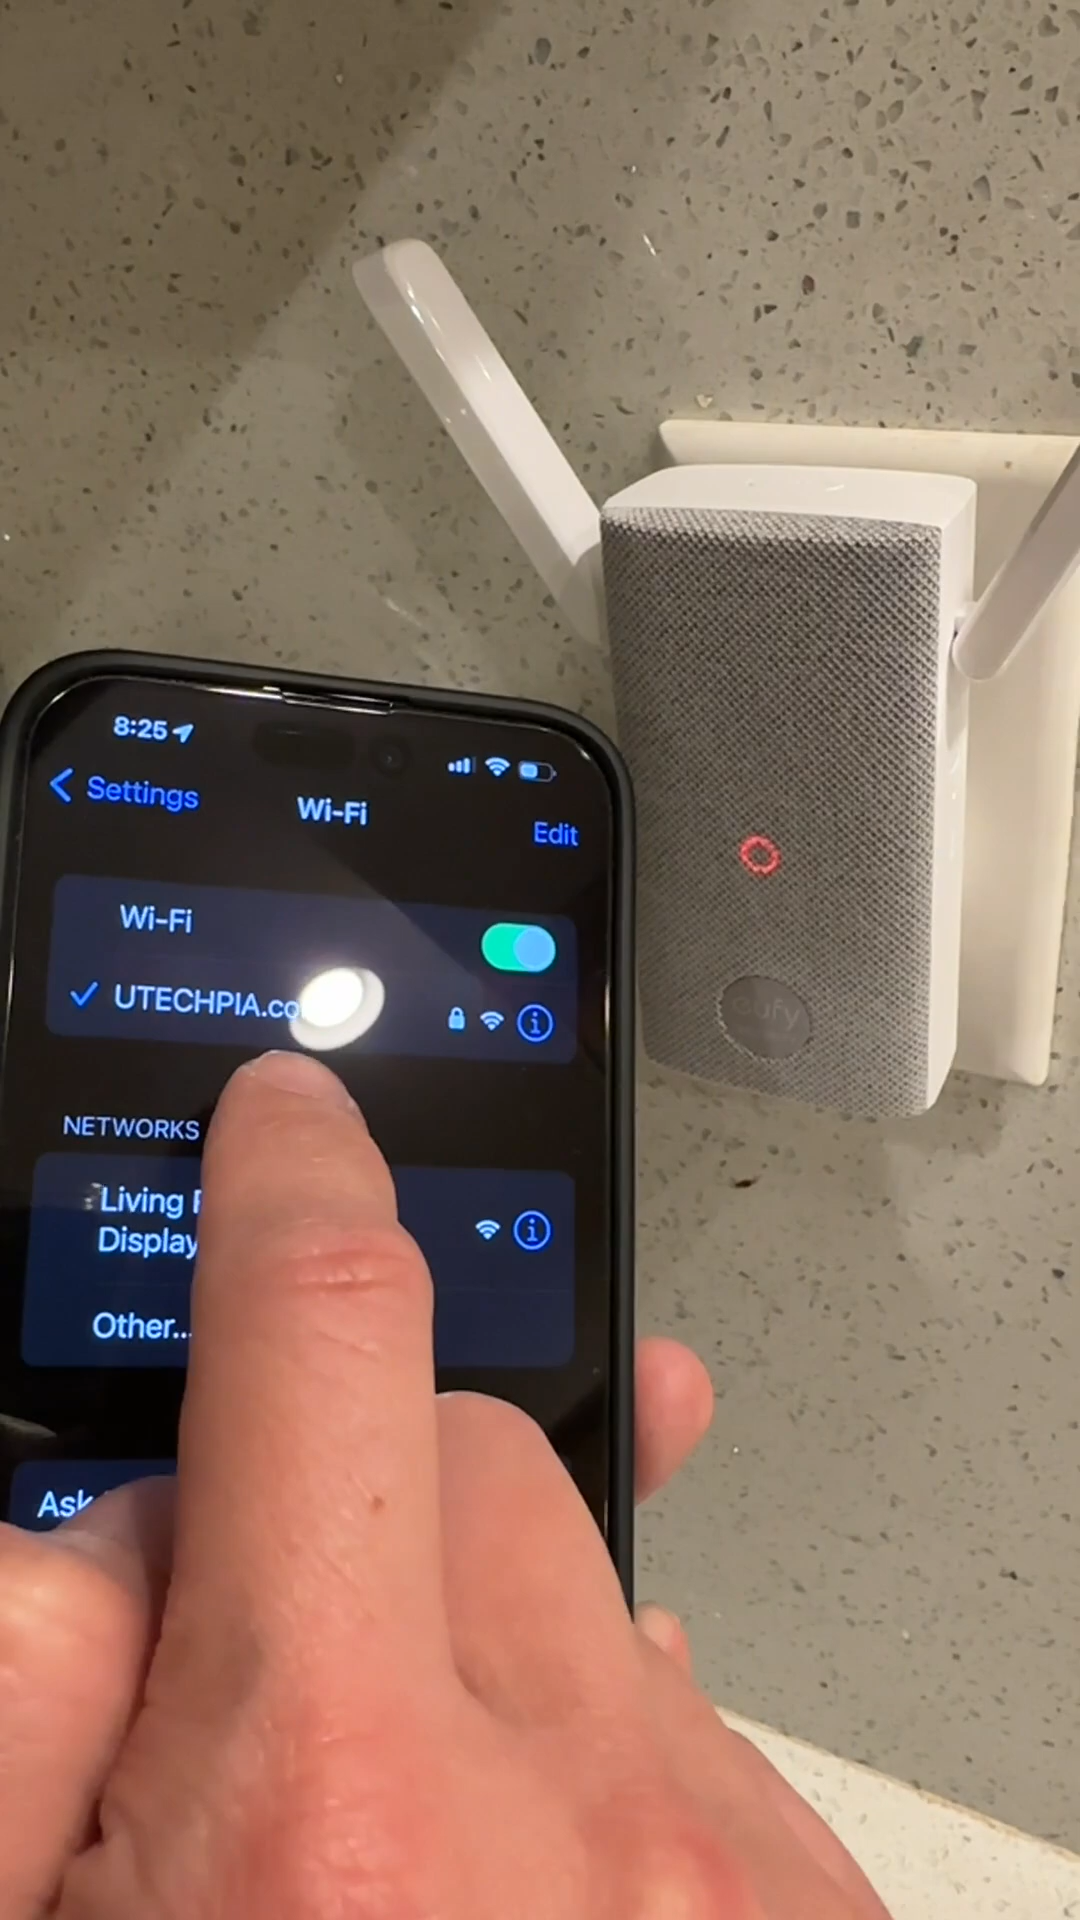 8:25
Settings
Wi-Fi
Edit
Wi-Fi
UTECHPIA.co
NETWORKS
Living
Display
Other...
Ask
eufy